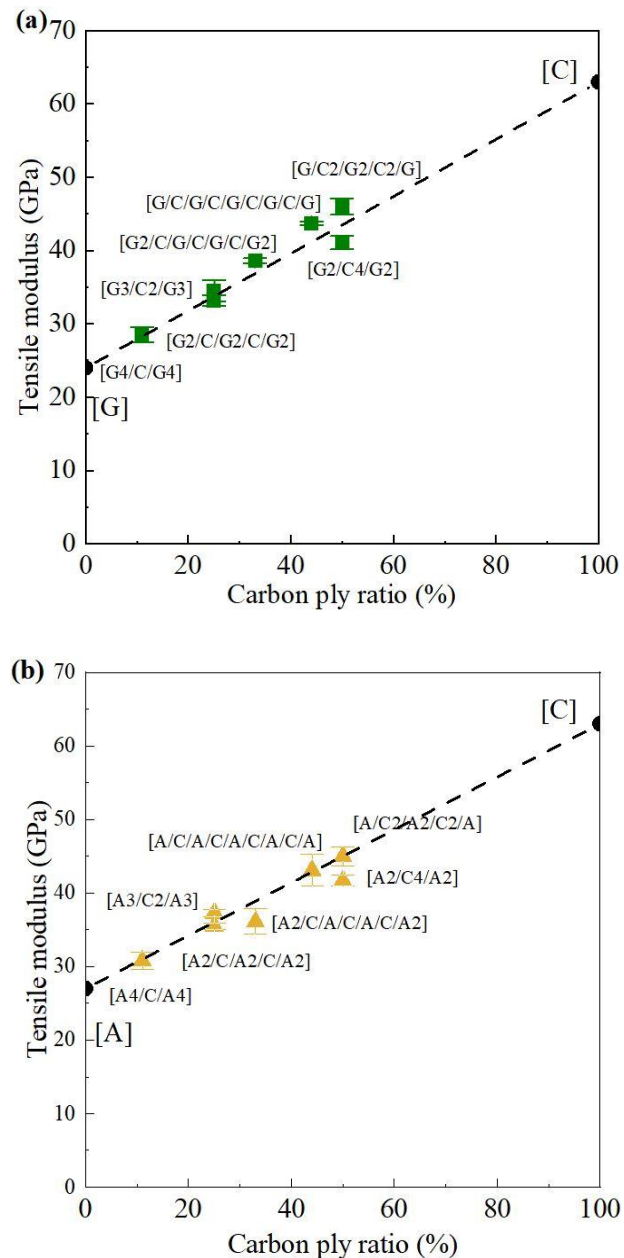 (a)
70
60
50
40
30
20
10
0
Tensile modulus (GPa)
[C]
[G/C2/G2/C2/G]
[G/C/G/C/G/C/G/C/G]
[G2/C/G/C/G/C/G2]
[G2/C4/G2]
[G3/C2/G3]
[G2/C/G2/C/G2]
[G4/C/G4]
[G]
0 20 40 60 80 100
Carbon ply ratio (%)
(b)
70
60
50
40
30
20
10
0
Tensile modulus (GPa)
[C]
[A/C2/A2/C2/A]
[A/C/A/C/A/C/A/C/A]
[A2/C4/A2]
[A3/C2/A3]
[A2/C/A/C/A/C/A2]
[A2/C/A2/C/A2]
[A4/C/A4]
[A]
0 20 40 60 80 100
Carbon ply ratio (%)